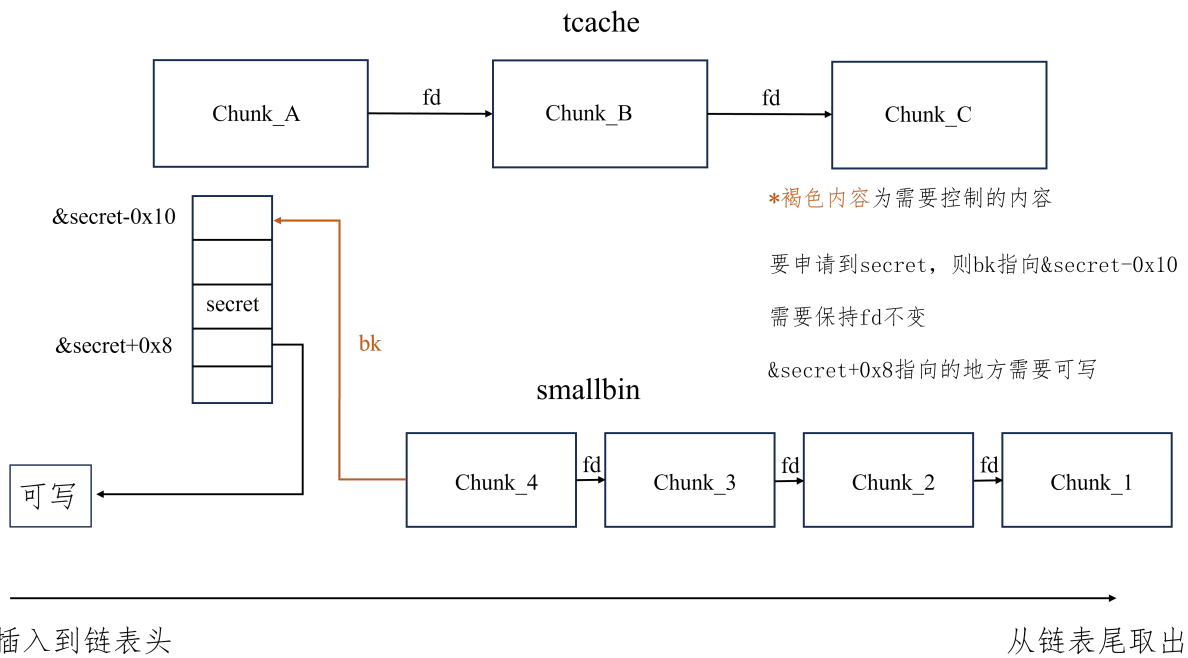 tcache
Chunk_A
fd
Chunk_B
fd
Chunk_C
*褐色内容为需要控制的内容
&secret-0x10
要申请到secret，则bk指向&secret-0x10
secret
需要保持fd不变
&secret+0x8
bk
&secret+0x8指向的地方需要可写
smallbin
Chunk_4
fd
Chunk_3
fd
Chunk_2
fd
Chunk_1
可写
插入到链表头
从链表尾取出